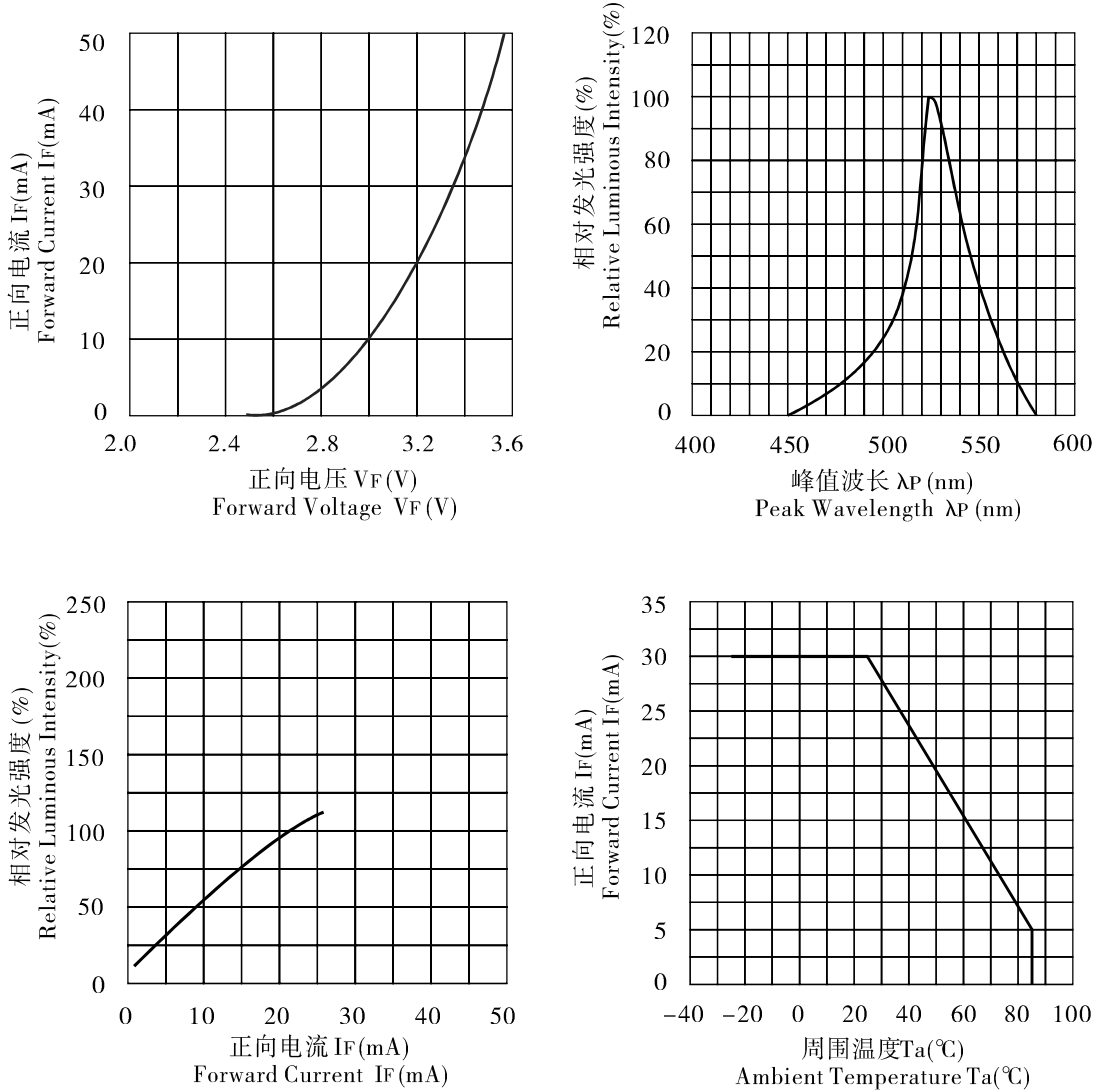 正向电流 IF(mA)
Forward Current IF(mA)
50
40
30
20
10
0
2.0 2.4 2.8 3.2 3.6
正向电压 VF(V)
Forward Voltage VF(V)
相对发光强度(%)
Relative Luminous Intensity(%)
120
100
80
60
40
20
0
400 450 500 550 600
峰值波长 λP (nm)
Peak Wavelength λP (nm)
相对发光强度(%)
Relative Luminous Intensity(%)
250
200
150
100
50
0
0 10 20 30 40 50
正向电流 IF(mA)
Forward Current IF(mA)
正向电流 IF(mA)
Forward Current IF(mA)
35
30
25
20
15
10
5
0
-40 -20 0 20 40 60 80 100
周围温度Ta(℃)
Ambient Temperature Ta(℃)